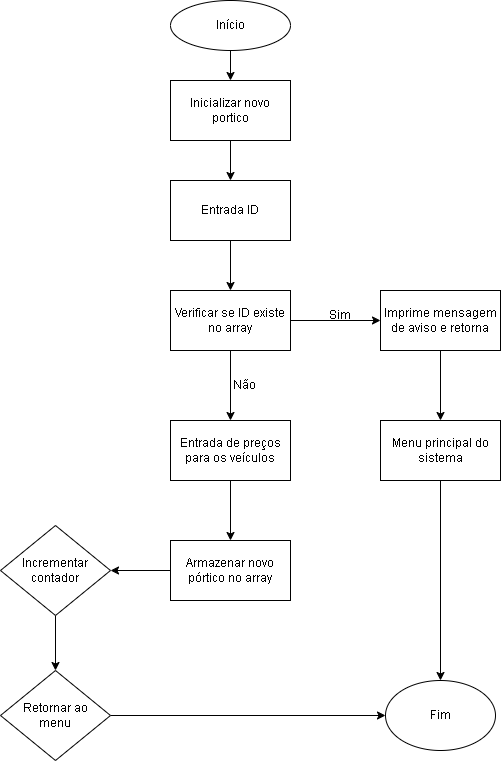 Início
Inicializar novo
portico
Entrada ID
Verificar se ID existe
no array
Sim
Imprime mensagem
de aviso e retorna
Não
Entrada de preços
para os veículos
Menu principal do
sistema
Incrementar
contador
Armazenar novo
pórtico no array
Retornar ao
menu
Fim